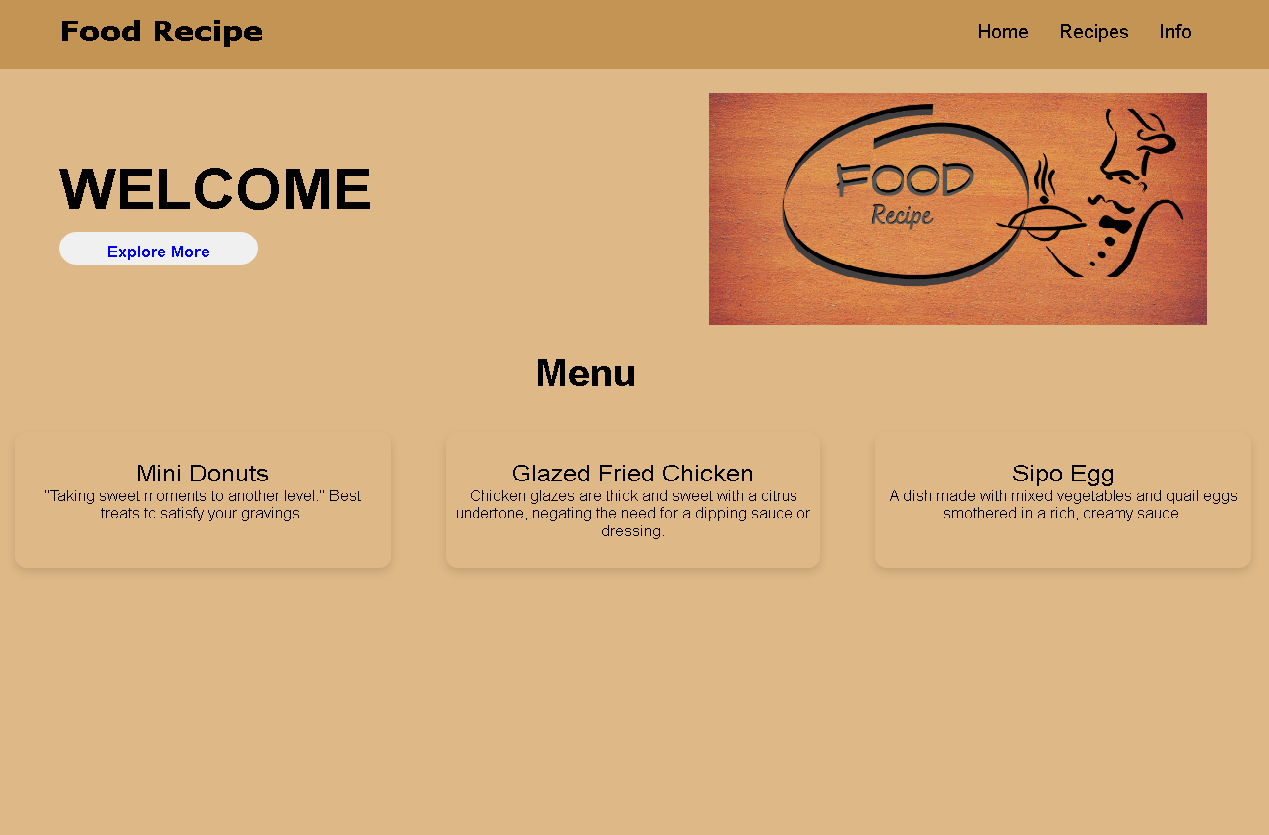 Food Recipe
Home Recipes Info
FOOD
Recipe
WELCOME
Explore More
Menu
Mini Donuts
"Taking sweet moments to another level." Best
treats to satisfy your gravings.
Glazed Fried Chicken
Chicken glazes are thick and sweet with a citrus
undertone, negating the need for a dipping sauce or
dressing.
Sipo Egg
A dish made with mixed vegetables and quail eggs
smothered in a rich, creamy sauce.